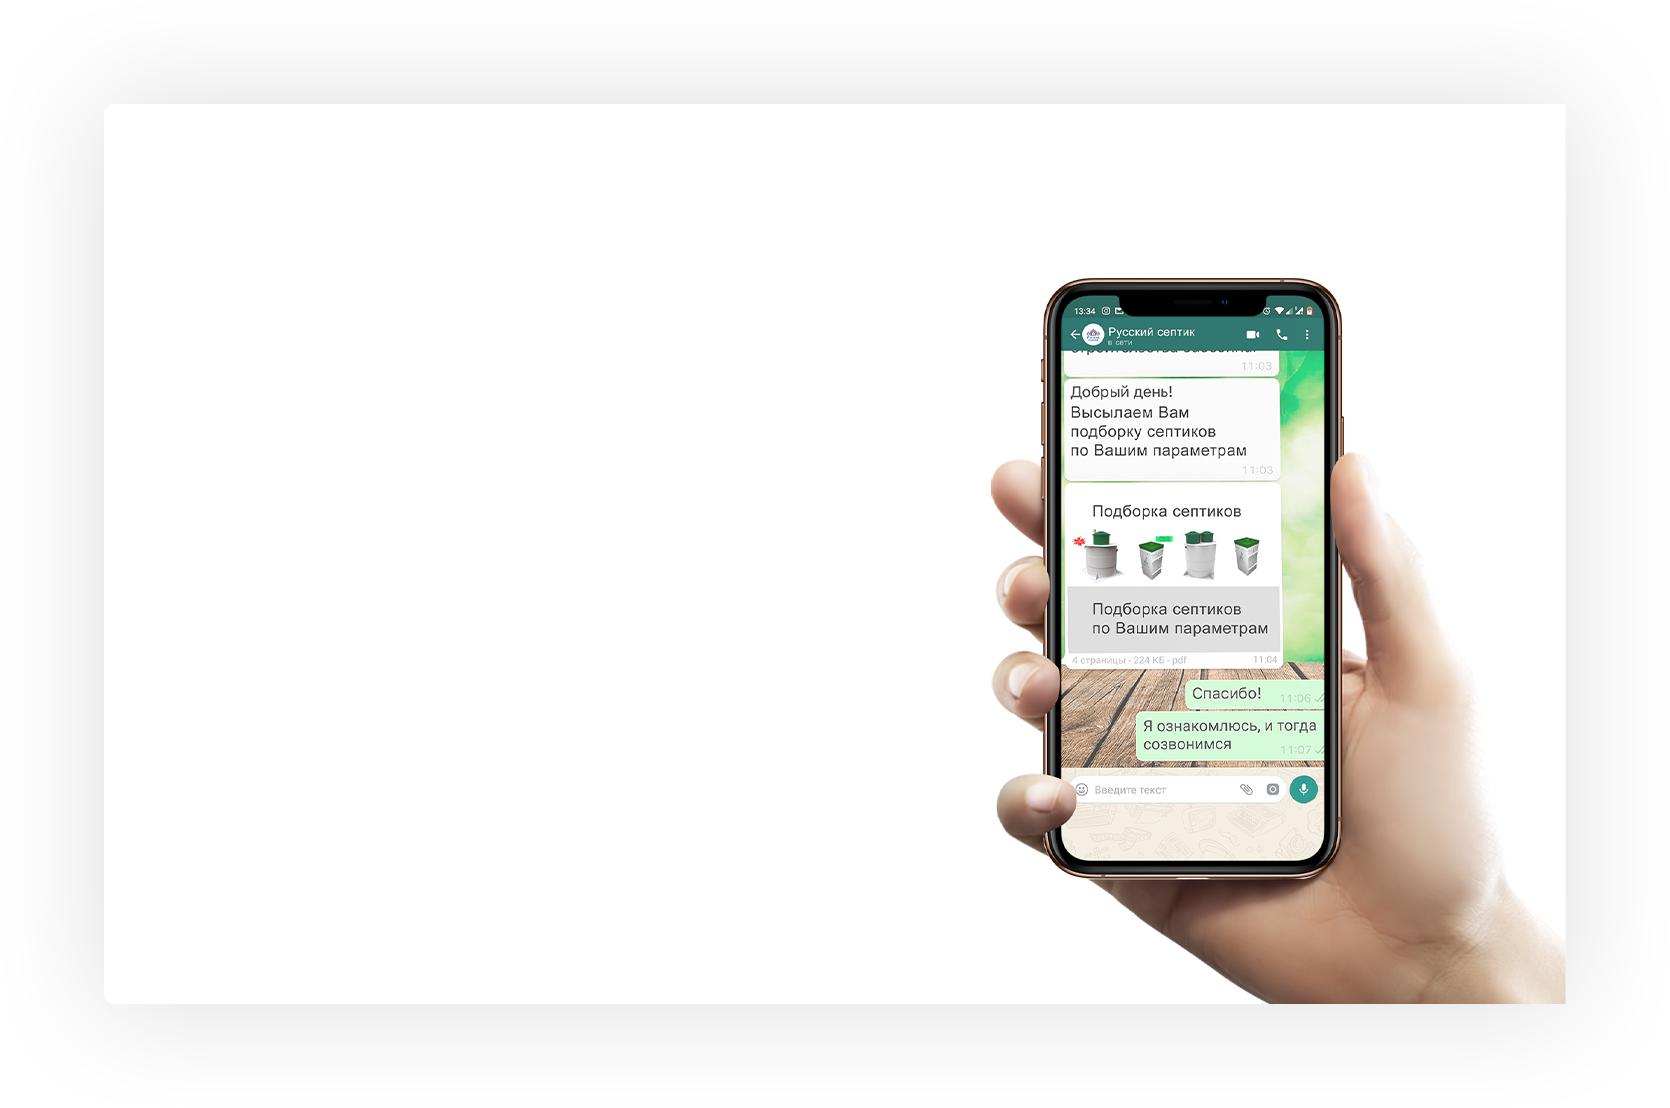 13:34
Русский септик
в сети
11:03
Добрый день!
Высылаем Вам
подборку септиков
по Вашим параметрам
11:03
Подборка септиков
Подборка септиков
по Вашим параметрам
4 страницы - 224 КБ - pdf 11:04
Спасибо! 11:06
Я ознакомлюсь, и тогда
созвонимся 11:07
Введите текст